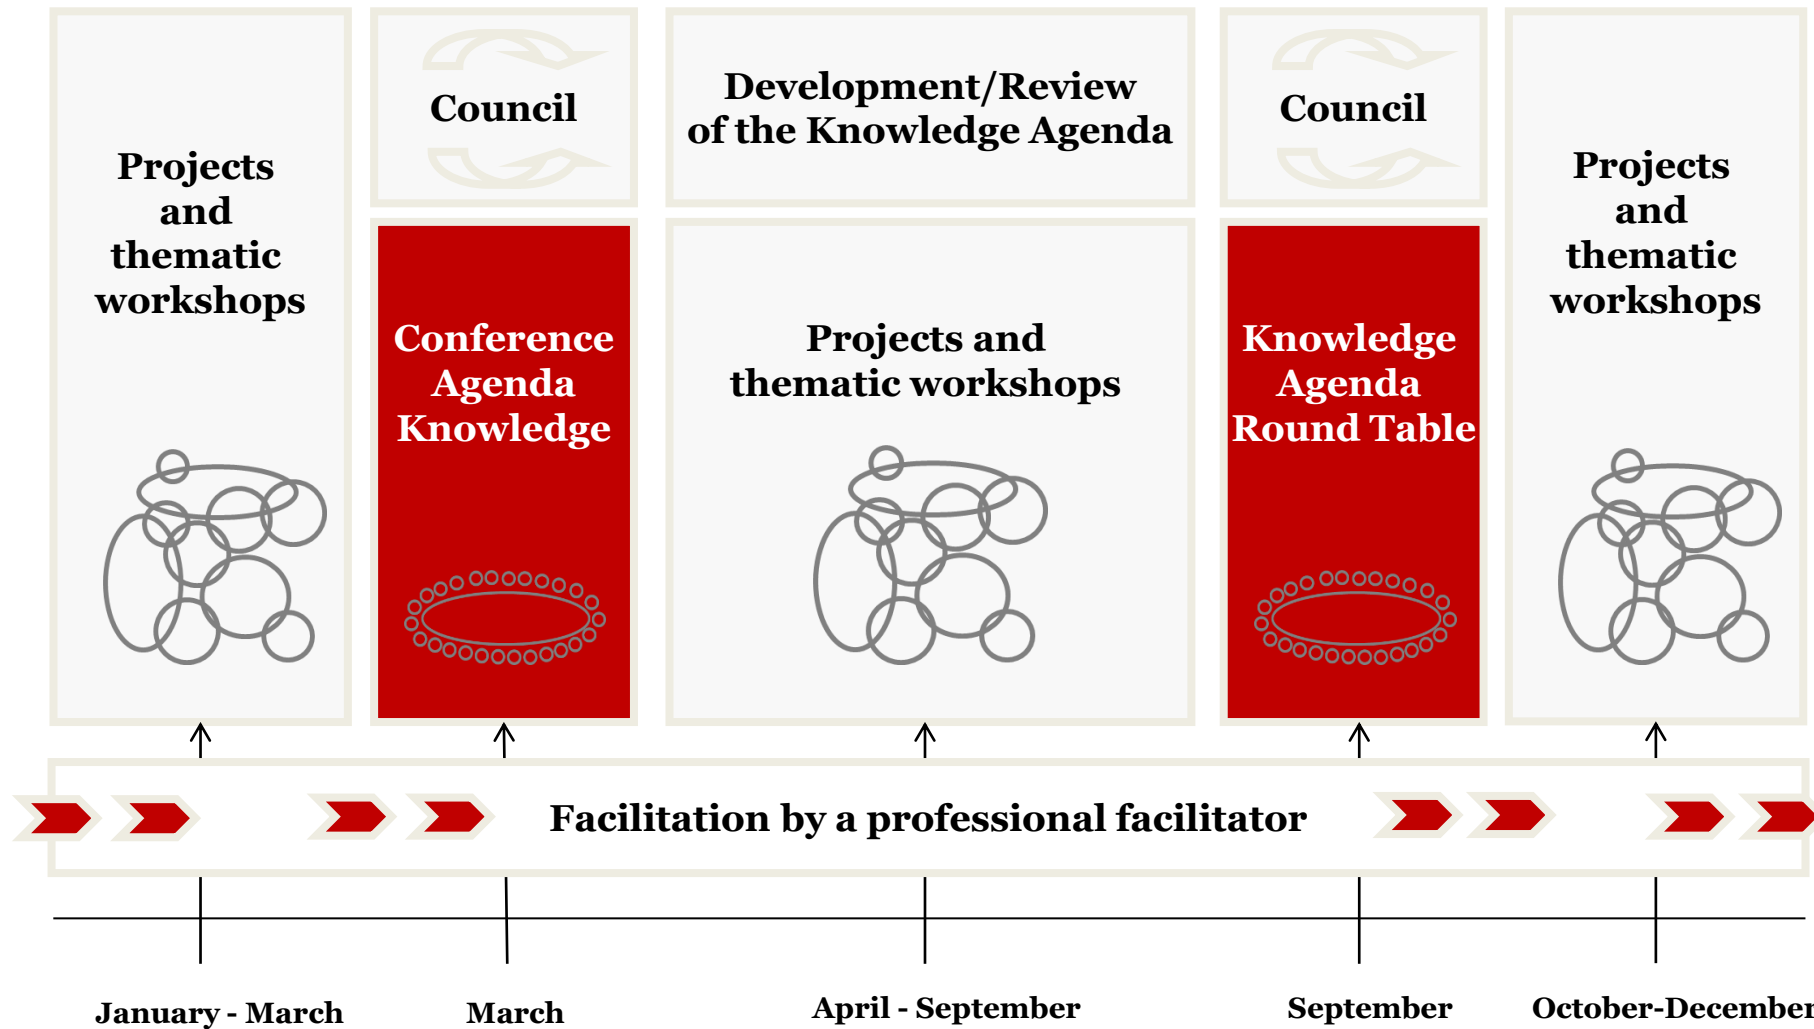 Projects
and
thematic
workshops
Council
Conference
Agenda
Knowledge
Development/Review
of the Knowledge Agenda
Projects and
thematic workshops
Council
Knowledge
Agenda
Round Table
Projects
and
thematic
workshops
Facilitation by a professional facilitator
January - March
March
April - September
September
October-December